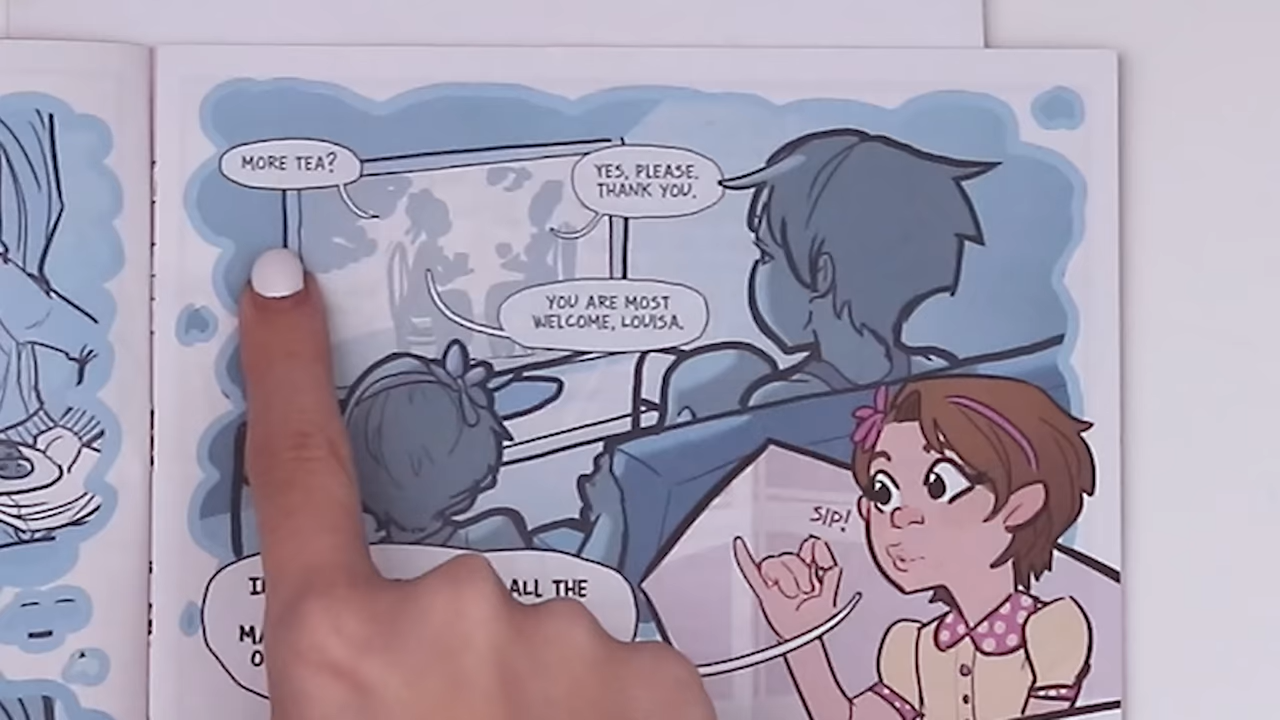 MORE TEA?
YES, PLEASE.
THANK YOU.
YOU ARE MOST
WELCOME, LOUISA.
SIP!
ALL THE